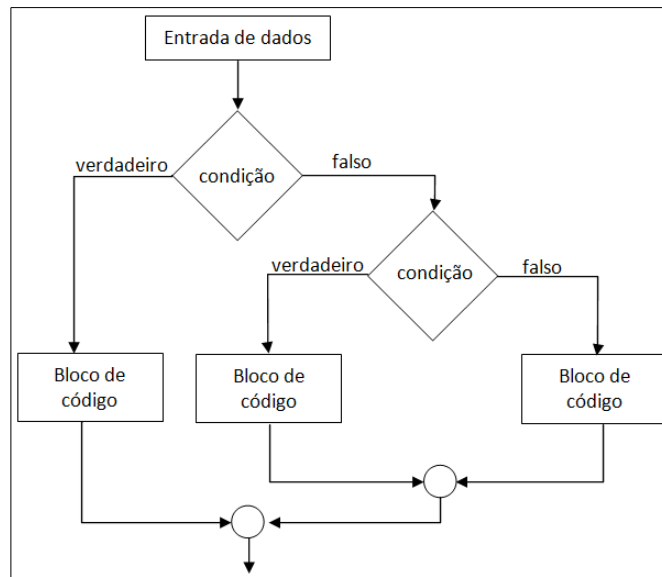 Entrada de dados
verdadeiro
condição
falso
verdadeiro
condição
falso
Bloco de
código
Bloco de
código
Bloco de
código